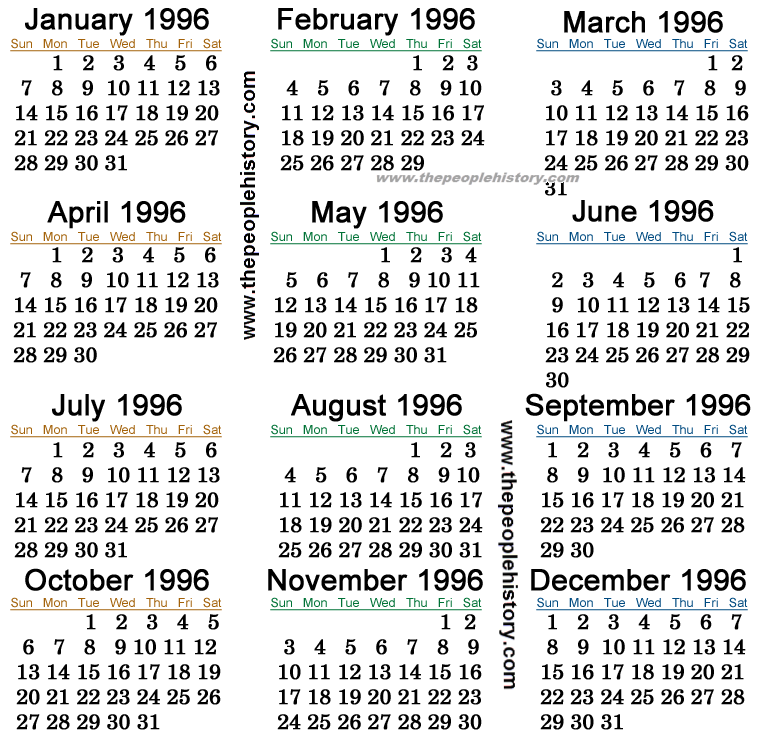 January 1996
Sun Mon Tue Wed Thu Fri Sat
1 2 3 4 5 6
7 8 9 10 11 12 13
14 15 16 17 18 19 20
21 22 23 24 25 26 27
28 29 30 31
February 1996
Sun Mon Tue Wed Thu Fri Sat
1 2 3
4 5 6 7 8 9 10
11 12 13 14 15 16 17
18 19 20 21 22 23 24
25 26 27 28 29
March 1996
Sun Mon Tue Wed Thu Fri Sat
1 2
3 4 5 6 7 8 9
10 11 12 13 14 15 16
17 18 19 20 21 22 23
24 25 26 27 28 29 30
31
www.thepeoplehistory.com
www.thepeoplehistory.com
April 1996
Sun Mon Tue Wed Thu Fri Sat
1 2 3 4 5 6
7 8 9 10 11 12 13
14 15 16 17 18 19 20
21 22 23 24 25 26 27
28 29 30
May 1996
Sun Mon Tue Wed Thu Fri Sat
1 2 3 4
5 6 7 8 9 10 11
12 13 14 15 16 17 18
19 20 21 22 23 24 25
26 27 28 29 30 31
June 1996
Sun Mon Tue Wed Thu Fri Sat
1
2 3 4 5 6 7 8
9 10 11 12 13 14 15
16 17 18 19 20 21 22
23 24 25 26 27 28 29
30
July 1996
Sun Mon Tue Wed Thu Fri Sat
1 2 3 4 5 6
7 8 9 10 11 12 13
14 15 16 17 18 19 20
21 22 23 24 25 26 27
28 29 30 31
August 1996
Sun Mon Tue Wed Thu Fri Sat
1 2 3
4 5 6 7 8 9 10
11 12 13 14 15 16 17
18 19 20 21 22 23 24
25 26 27 28 29 30 31
September 1996
Sun Mon Tue Wed Thu Fri Sat
1 2 3 4 5 6 7
8 9 10 11 12 13 14
15 16 17 18 19 20 21
22 23 24 25 26 27 28
29 30
www.thepeoplehistory.com
October 1996
Sun Mon Tue Wed Thu Fri Sat
1 2 3 4 5
6 7 8 9 10 11 12
13 14 15 16 17 18 19
20 21 22 23 24 25 26
27 28 29 30 31
November 1996
Sun Mon Tue Wed Thu Fri Sat
1 2
3 4 5 6 7 8 9
10 11 12 13 14 15 16
17 18 19 20 21 22 23
24 25 26 27 28 29 30
December 1996
Sun Mon Tue Wed Thu Fri Sat
1 2 3 4 5 6 7
8 9 10 11 12 13 14
15 16 17 18 19 20 21
22 23 24 25 26 27 28
29 30 31